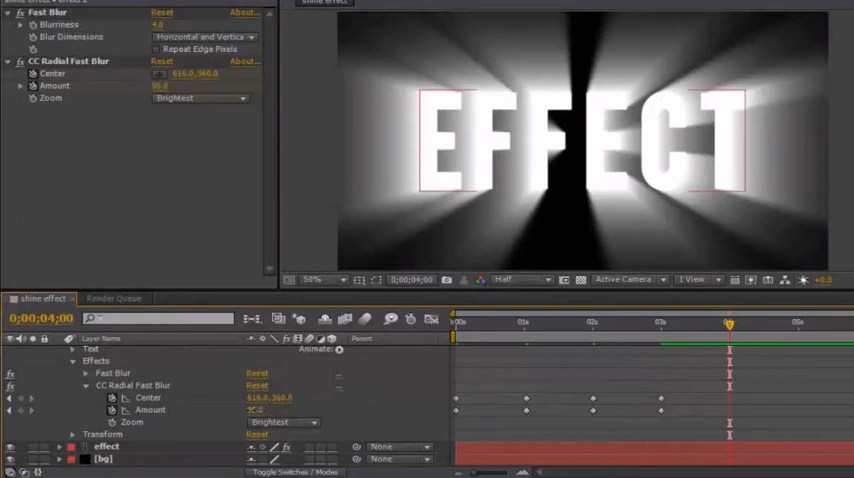 shine effect • effect 2
Fast Blur Reset About...
Blurriness 4.0
Blur Dimensions Horizontal and Vertica
Repeat Edge Pixels
CC Radial Fast Blur Reset About...
Center 616.0,360.0
Amount 95.0
Zoom Brightest
shine effect
EFFECT
50% 0;00;04;00 Half Active Camera 1 View +0.0
shine effect Render Queue
0;00;04;00
:00s 01s 02s 03s 05s
Layer Name Parent
Text Animate:
Effects
Fast Blur Reset
CC Radial Fast Blur Reset
Center 616.0,360.0
Amount
Zoom Brightest
Transform Reset
effect None
[bg] None
Toggle Switches / Modes